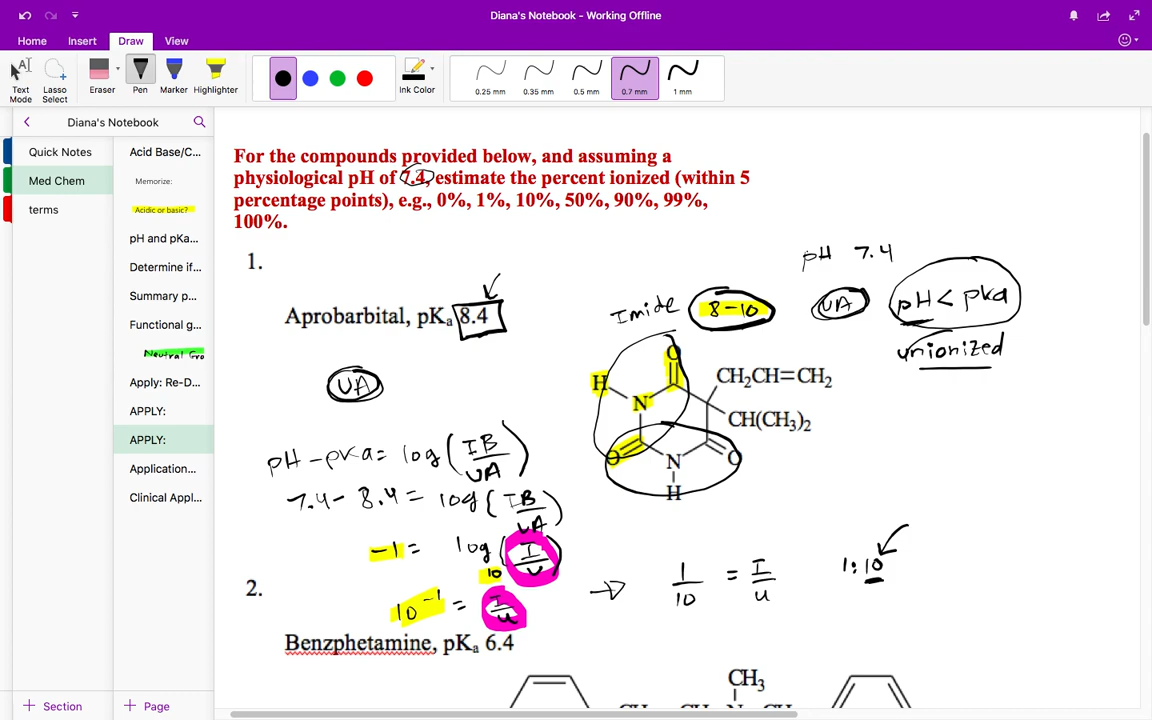 Diana's Notebook - Working Offline
Home Insert Draw View
Text Mode
Lasso Select
Eraser
Pen
Marker
Highlighter
Ink Color
0.25 mm
0.35 mm
0.5 mm
0.7 mm
1 mm
Diana's Notebook
Quick Notes
Med Chem
terms
Acid Base/C...
Memorize:
Acidic or basic?
pH and pKa...
Determine if...
Summary p...
Functional g...
Neutral Gro
Apply: Re-D...
APPLY:
APPLY:
Application...
Clinical Appl...
+ Section
+ Page
For the compounds provided below, and assuming a
physiological pH of 7.4, estimate the percent ionized (within 5
percentage points), e.g., 0%, 1%, 10%, 50%, 90%, 99%,
100%.
1.
Aprobarbital, pKa 8.4
UA
pH - pKa = log (IB/UA)
7.4 - 8.4 = log (IB/UA)
-1 = log10 (I/U)
10^-1 = I/U
→ 1/10 = I/U
1:10
Imide 8-10
pH 7.4
UA pH < pKa
unionized
O
H
N
CH2CH=CH2
CH(CH3)2
O
N
O
H
2.
Benzphetamine, pKa 6.4
CH3